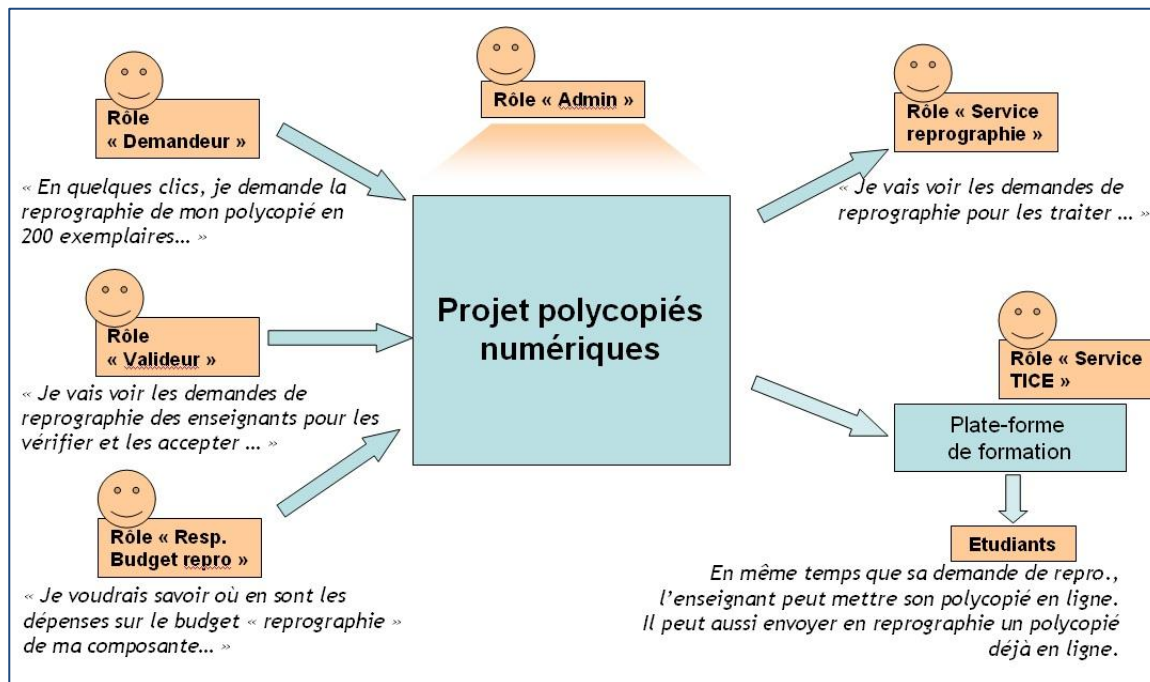 Rôle
« Demandeur »
« En quelques clics, je demande la
reprographie de mon polycopié en
200 exemplaires… »
Rôle
« Valideur »
« Je vais voir les demandes de
reprographie des enseignants pour les
vérifier et les accepter … »
Rôle « Resp.
Budget repro »
« Je voudrais savoir où en sont les
dépenses sur le budget « reprographie »
de ma composante… »
Rôle « Admin »
Projet polycopiés
numériques
Rôle « Service
reprographie »
« Je vais voir les demandes de
reprographie pour les traiter … »
Rôle « Service
TICE »
Plate-forme
de formation
Etudiants
En même temps que sa demande de repro.,
l’enseignant peut mettre son polycopié en ligne.
Il peut aussi envoyer en reprographie un polycopié
déjà en ligne.